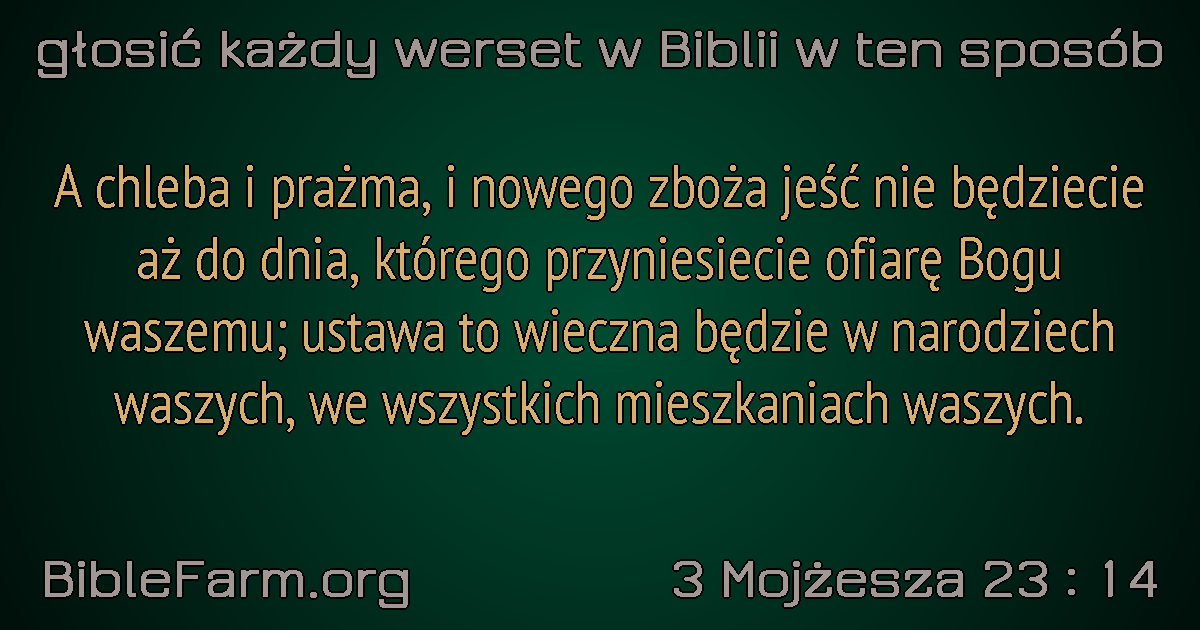 głosić każdy werset w Biblii w ten sposób
A chleba i prażma, i nowego zboża jeść nie będziecie
aż do dnia, którego przyniesiecie ofiarę Bogu
waszemu; ustawa to wieczna będzie w narodziech
waszych, we wszystkich mieszkaniach waszych.
BibleFarm.org
3 Mojżesza 23 : 14